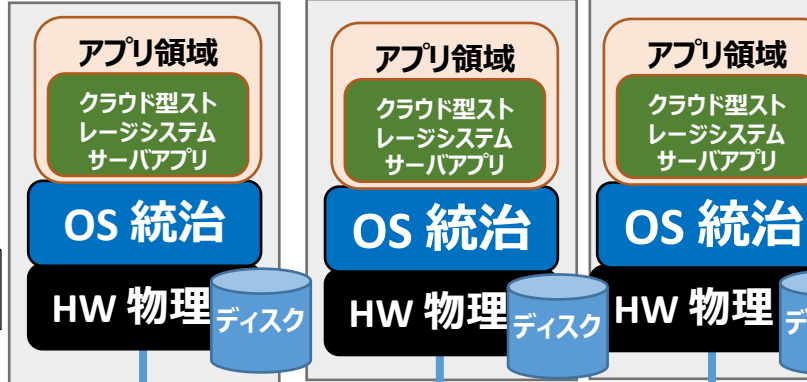 アプリ領域
クラウド型スト
レージシステム
サーバアプリ
OS 統治
HW 物理
ディスク
アプリ領域
クラウド型スト
レージシステム
サーバアプリ
OS 統治
HW 物理
ディスク
アプリ領域
クラウド型スト
レージシステム
サーバアプリ
OS 統治
HW 物理
デ